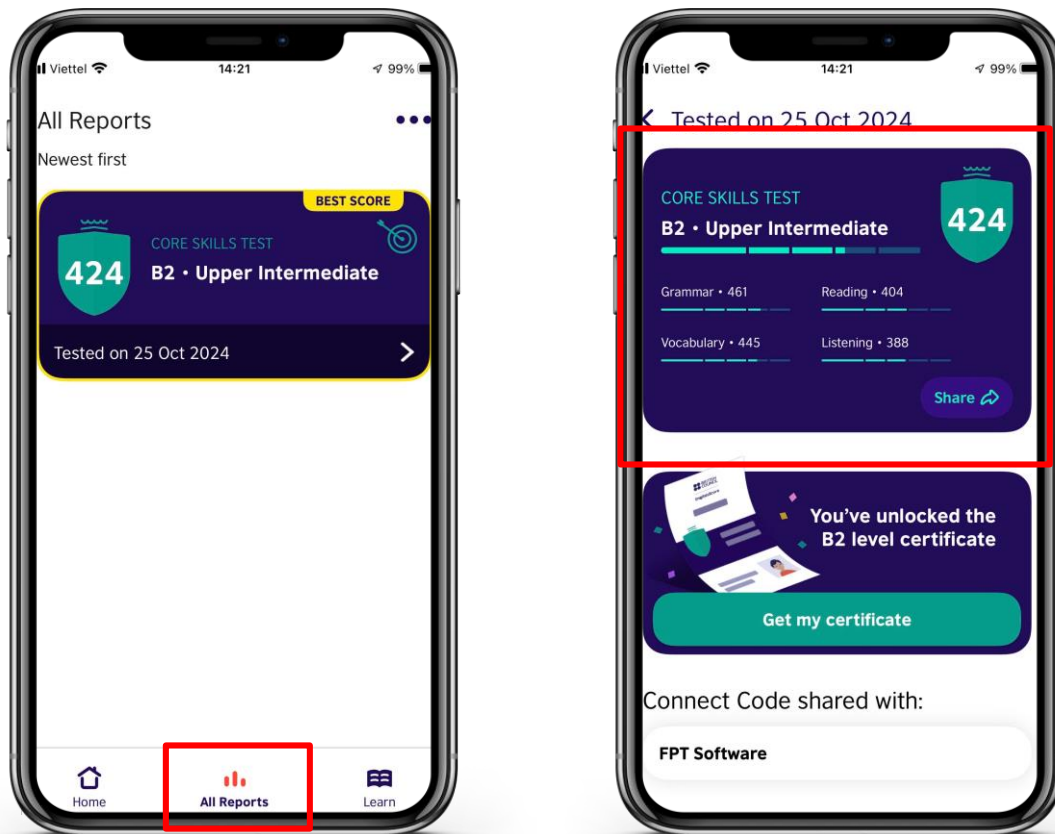 Viettel
14:21
99%
All Reports
Newest first
BEST SCORE
CORE SKILLS TEST
424
B2 • Upper Intermediate
Tested on 25 Oct 2024
Home
All Reports
Learn
Viettel
14:21
99%
Tested on 25 Oct 2024
CORE SKILLS TEST
424
B2 • Upper Intermediate
Grammar • 461
Reading • 404
Vocabulary • 445
Listening • 388
Share
You've unlocked the
B2 level certificate
Get my certificate
Connect Code shared with:
FPT Software